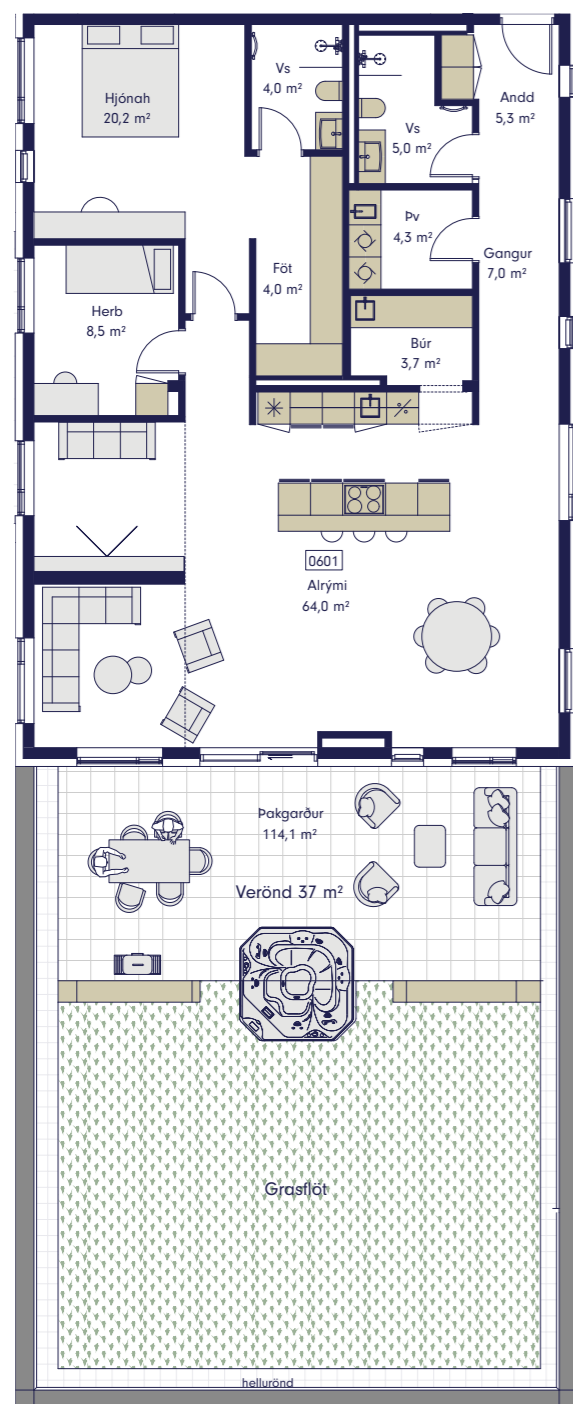 Hjónah
20,2 m²
Vs
4,0 m²
Vs
5,0 m²
Andd
5,3 m²
Þv
4,3 m²
Gangur
7,0 m²
Föt
4,0 m²
Herb
8,5 m²
Búr
3,7 m²
0601
Alrými
64,0 m²
Þakgarður
114,1 m²
Verönd 37 m²
Grasflöt
hellurönd